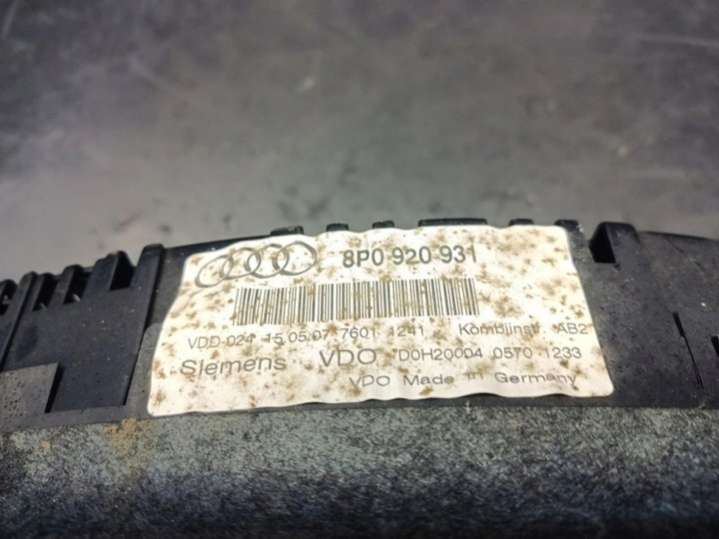 8P0 920 931
VDD-024 15.05.07 7601 1241 Kombiinstr. AB2
Siemens VDO D0H20004 0570 1233
VDO Made in Germany